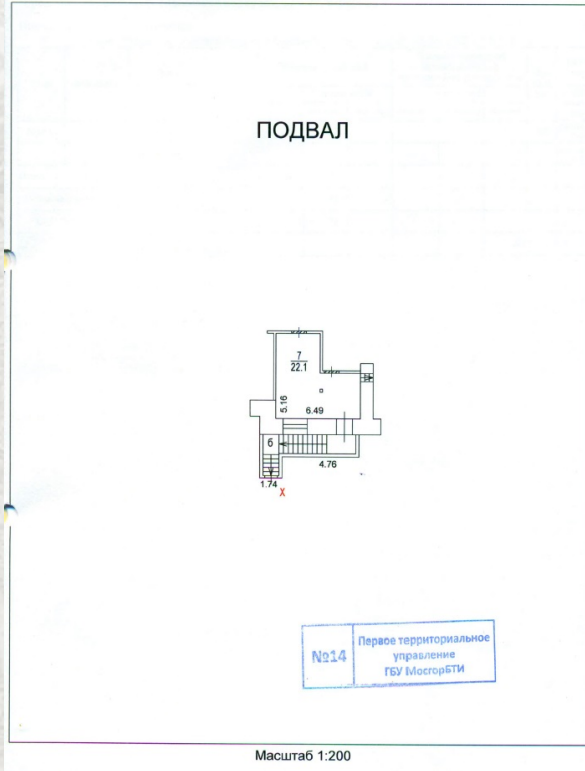 ПОДВАЛ
7
22.1
5.16
6.49
б
4.76
1.74
X
№14
Первое территориальное
управление
ГБУ МосгорБТИ
Масштаб 1:200